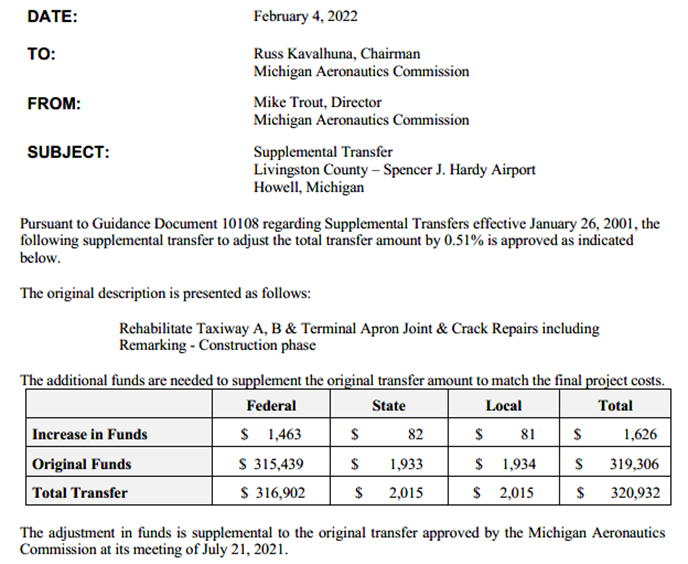 DATE: February 4, 2022
TO: Russ Kavalhuna, Chairman
Michigan Aeronautics Commission
FROM: Mike Trout, Director
Michigan Aeronautics Commission
SUBJECT: Supplemental Transfer
Livingston County – Spencer J. Hardy Airport
Howell, Michigan
Pursuant to Guidance Document 10108 regarding Supplemental Transfers effective January 26, 2001, the
following supplemental transfer to adjust the total transfer amount by 0.51% is approved as indicated
below.
The original description is presented as follows:
Rehabilitate Taxiway A, B & Terminal Apron Joint & Crack Repairs including
Remarking - Construction phase
The additional funds are needed to supplement the original transfer amount to match the final project costs.
Federal State Local Total
Increase in Funds $ 1,463 $ 82 $ 81 $ 1,626
Original Funds $ 315,439 $ 1,933 $ 1,934 $ 319,306
Total Transfer $ 316,902 $ 2,015 $ 2,015 $ 320,932
The adjustment in funds is supplemental to the original transfer approved by the Michigan Aeronautics
Commission at its meeting of July 21, 2021.